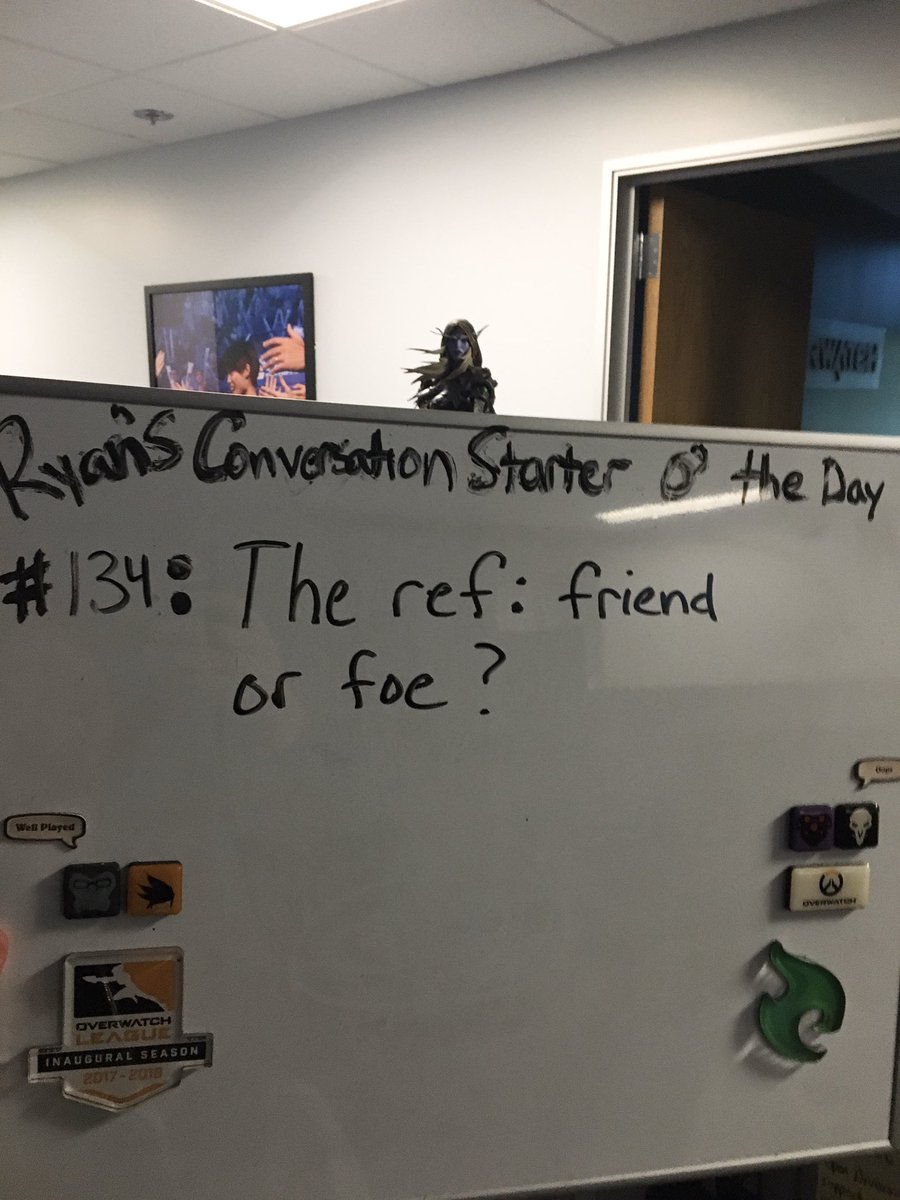 Ryan's Conversation Starter O' the Day
#134: The ref: friend
or foe?
Well Played
Oops
OVERWATCH
OVERWATCH
LEAGUE
INAUGURAL SEASON
2017-2018